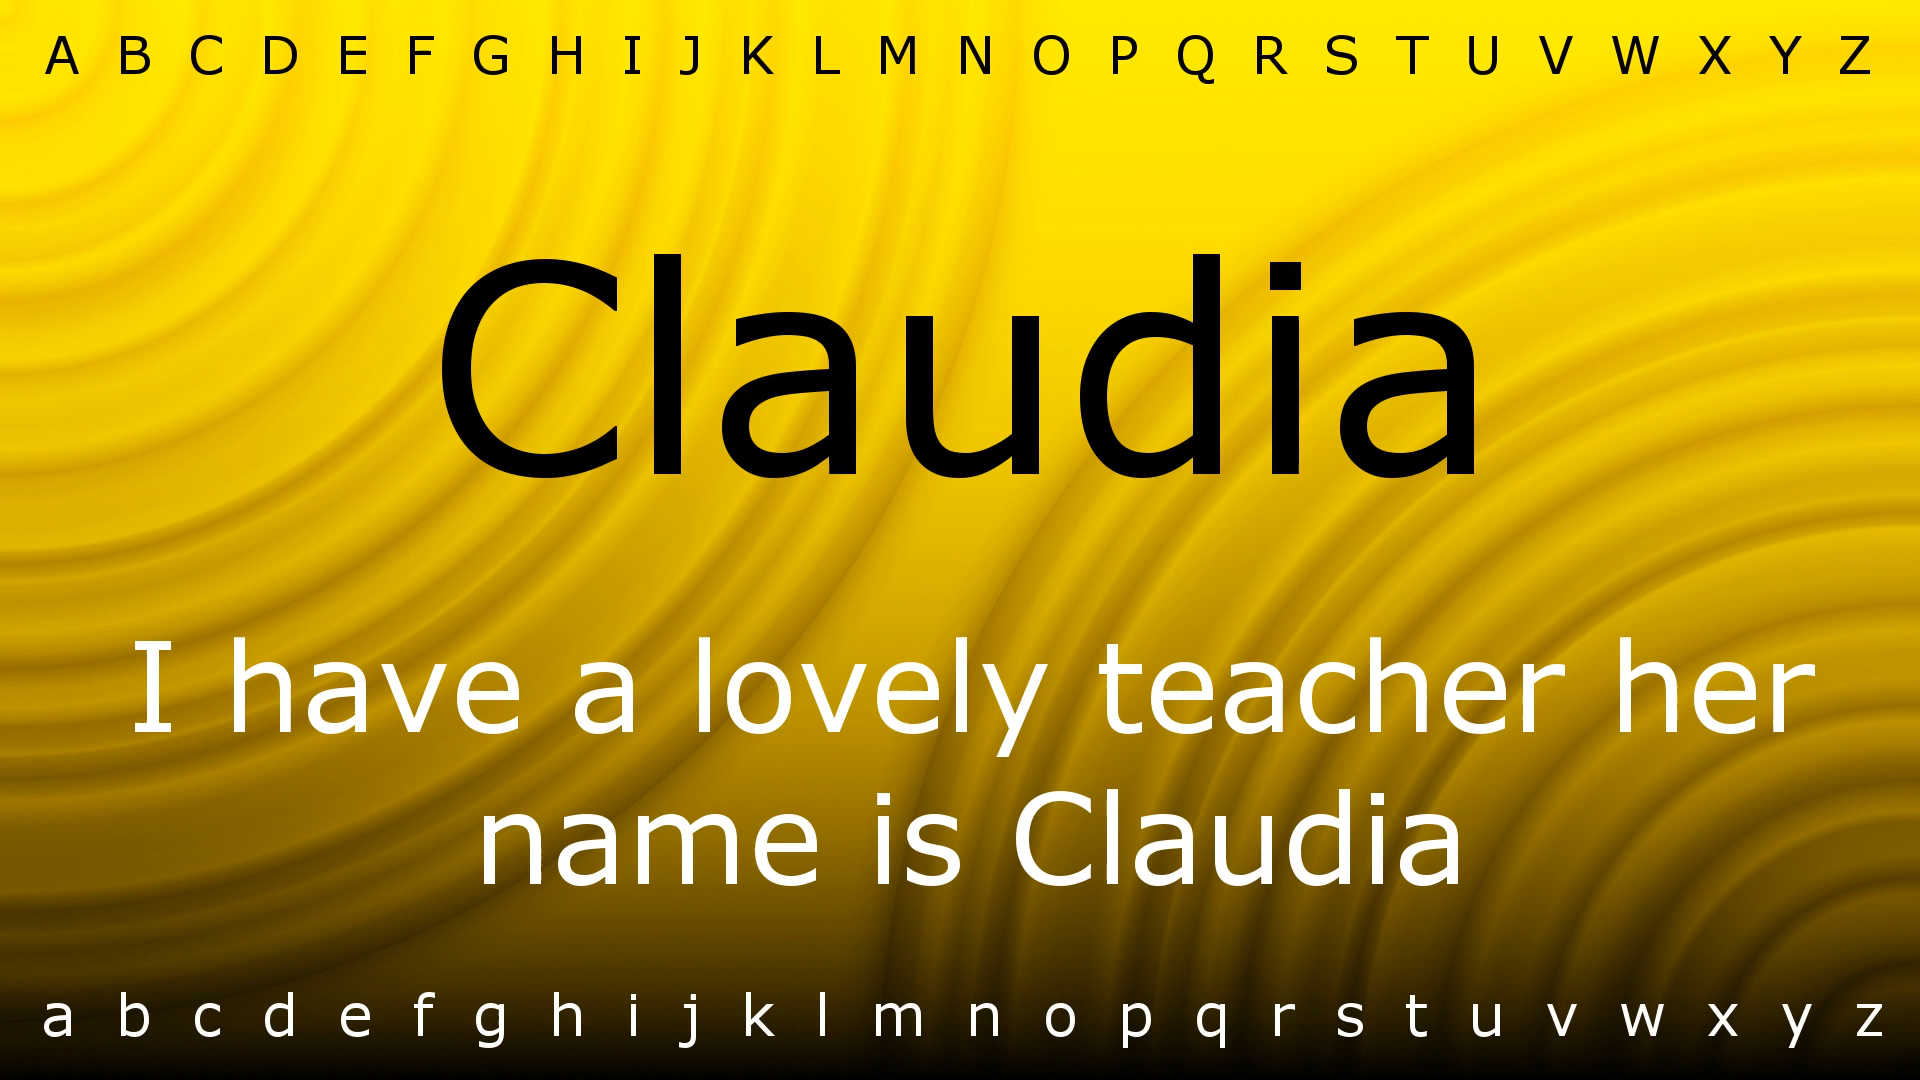 A B C D E F G H I J K L M N O P Q R S T U V W X Y Z
Claudia
I have a lovely teacher her
name is Claudia
a b c d e f g h i j k l m n o p q r s t u v w x y z